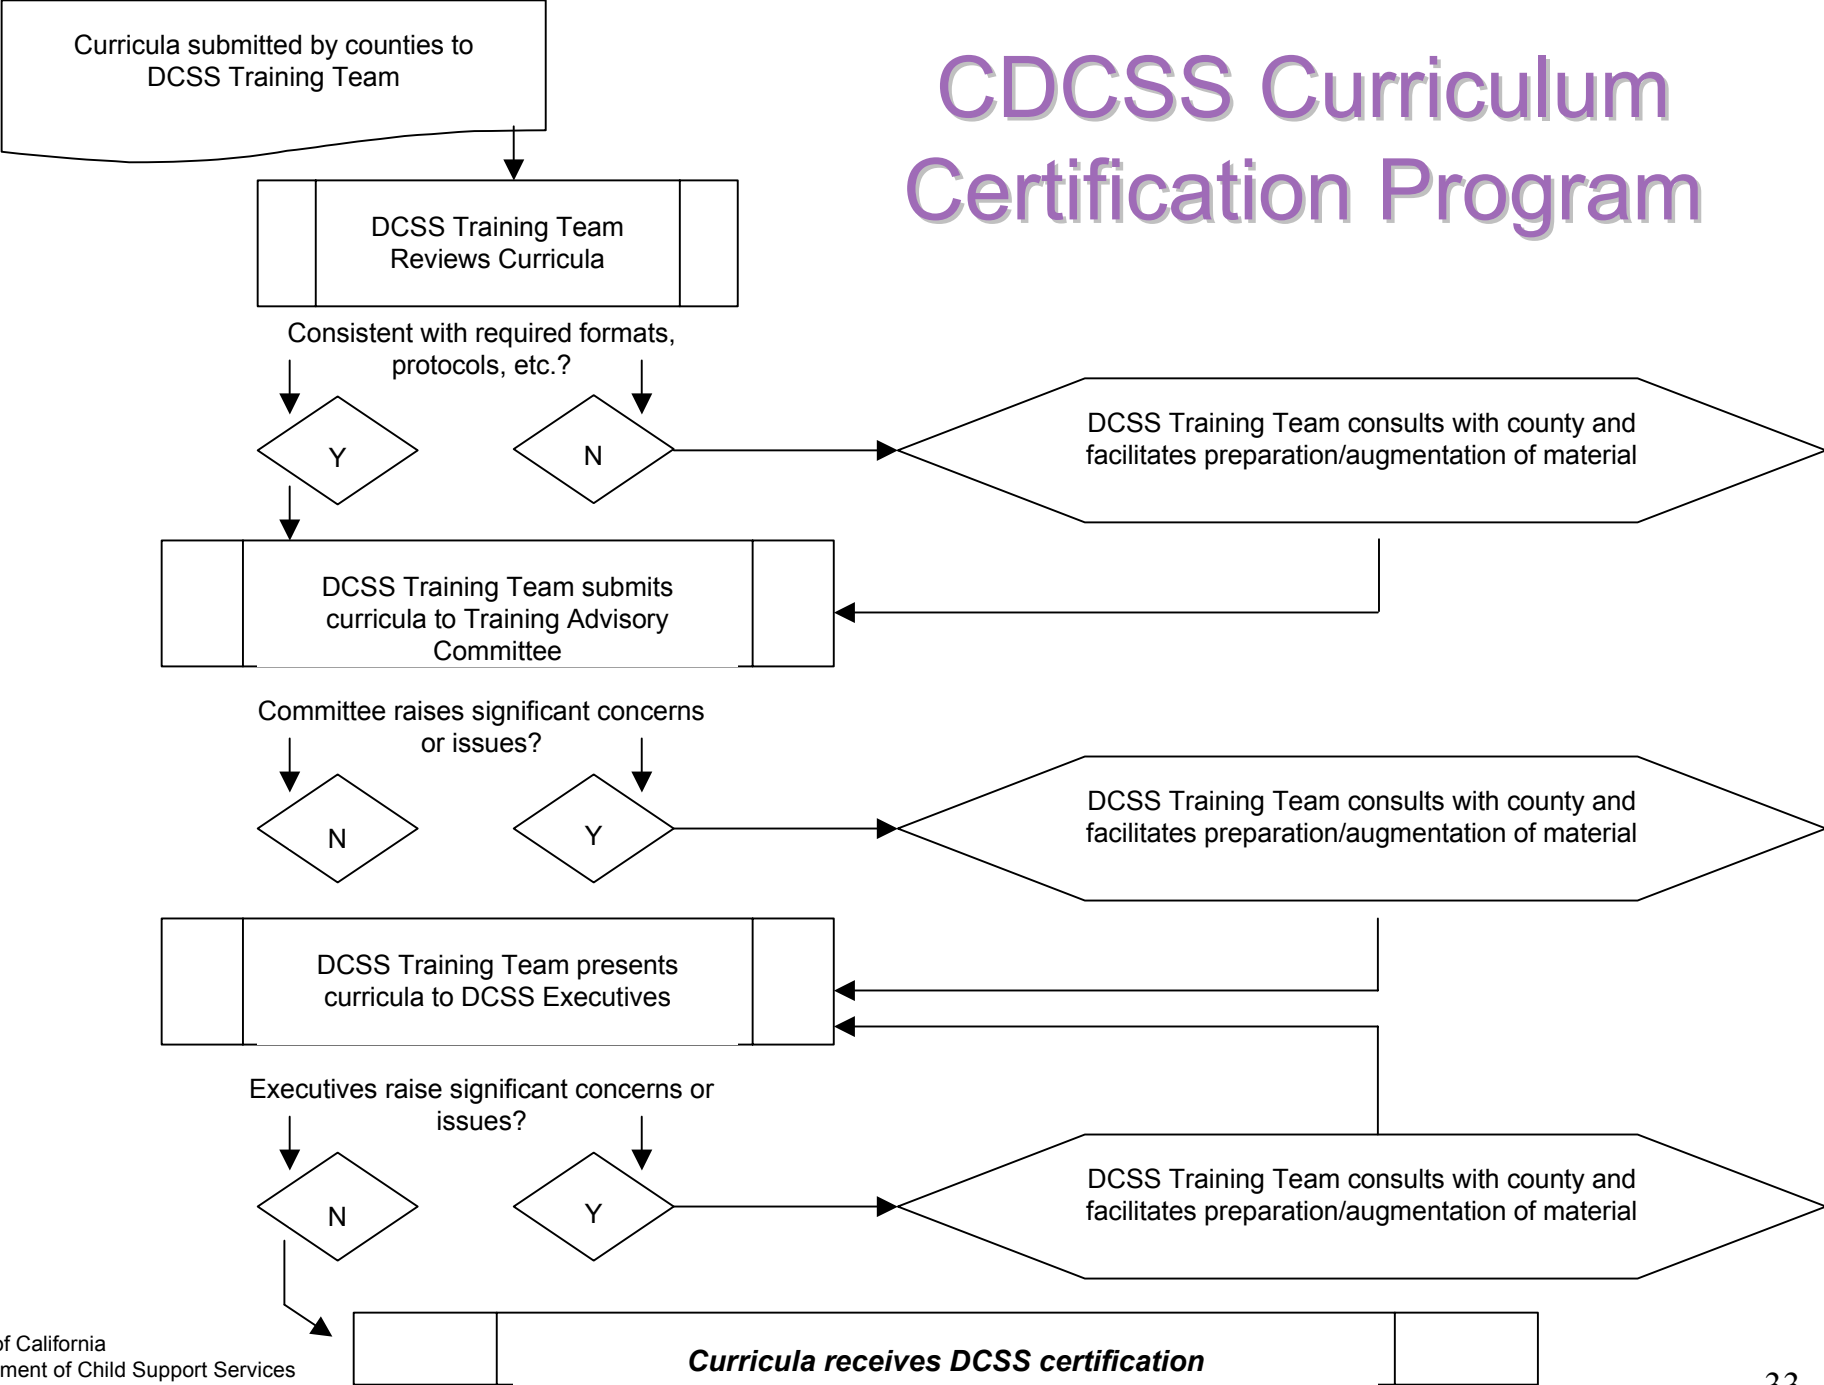 Curricula submitted by counties to
DCSS Training Team
CDCSS Curriculum
Certification Program
DCSS Training Team
Reviews Curricula
Consistent with required formats,
protocols, etc.?
Y
N
DCSS Training Team consults with county and
facilitates preparation/augmentation of material
DCSS Training Team submits
curricula to Training Advisory
Committee
Committee raises significant concerns
or issues?
N
Y
DCSS Training Team consults with county and
facilitates preparation/augmentation of material
DCSS Training Team presents
curricula to DCSS Executives
Executives raise significant concerns or
issues?
N
Y
DCSS Training Team consults with county and
facilitates preparation/augmentation of material
of California
ment of Child Support Services
Curricula receives DCSS certification